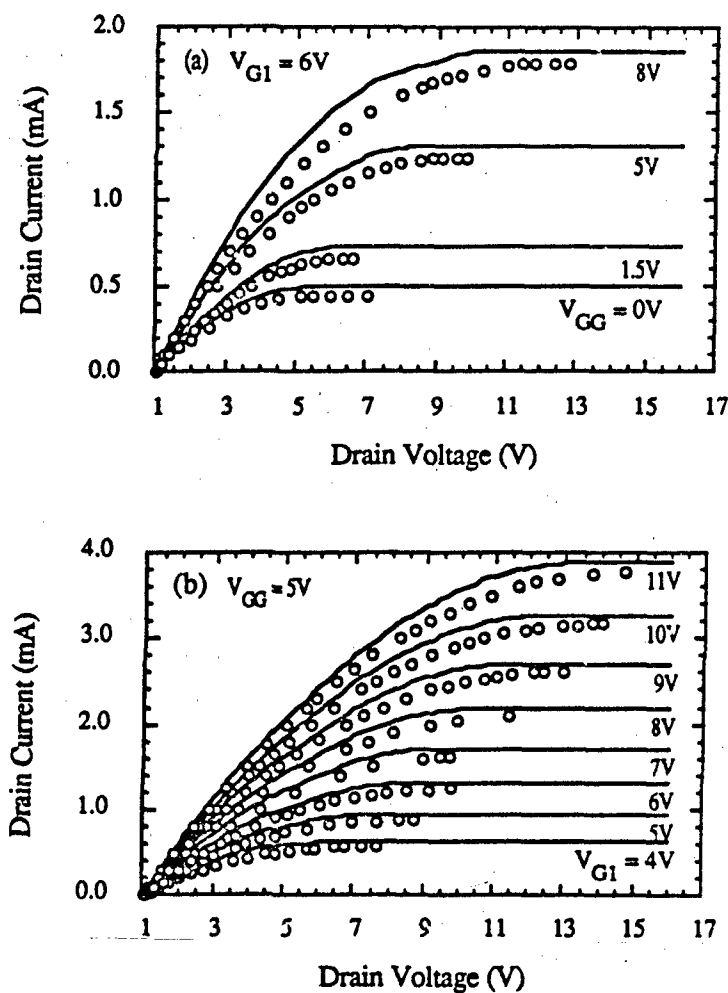 2.0
(a) V_G1 = 6V
8V
1.5
5V
1.0
1.5V
0.5
V_GG = 0V
0.0
1 3 5 7 9 11 13 15 17
Drain Current (mA)
Drain Voltage (V)
4.0
(b) V_GG = 5V
11V
10V
3.0
9V
8V
2.0
7V
6V
1.0
5V
V_G1 = 4V
0.0
1 3 5 7 9 11 13 15 17
Drain Current (mA)
Drain Voltage (V)